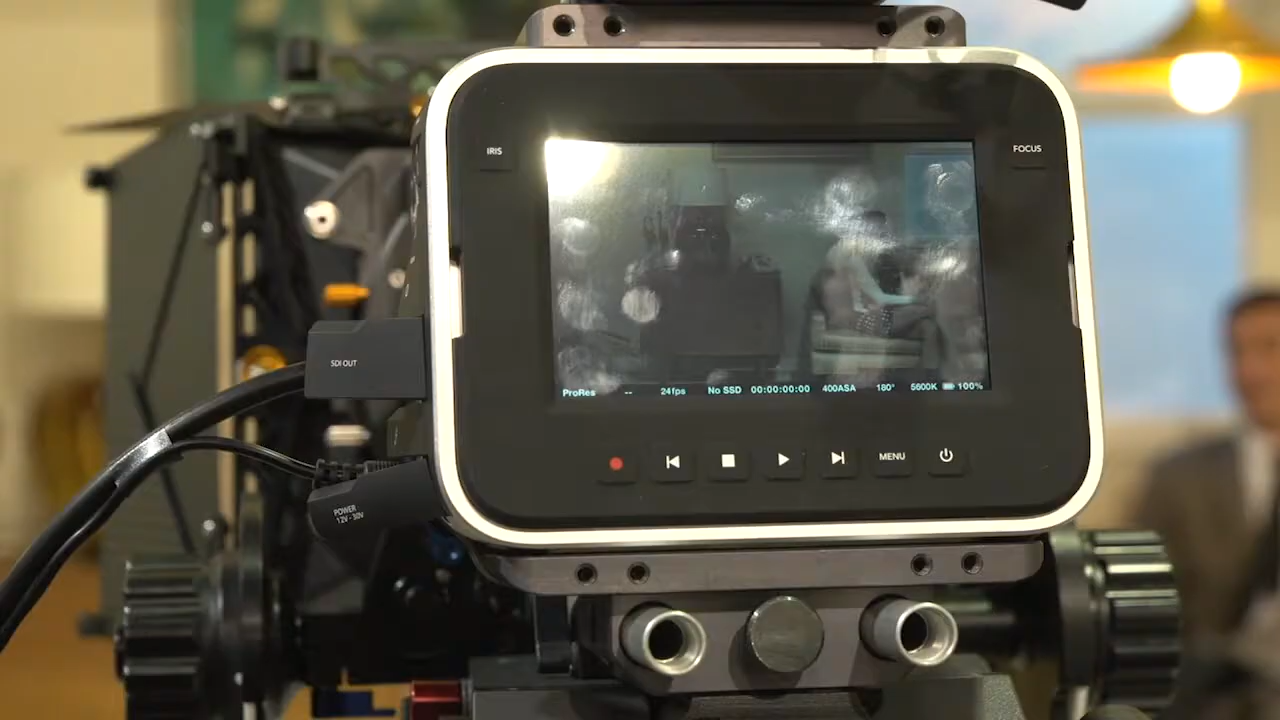 IRIS
FOCUS
SDI OUT
ProRes -- 24fps No SSD 00:00:00:00 400ASA 180° 5600K 100%
MENU
POWER
12V - 30V